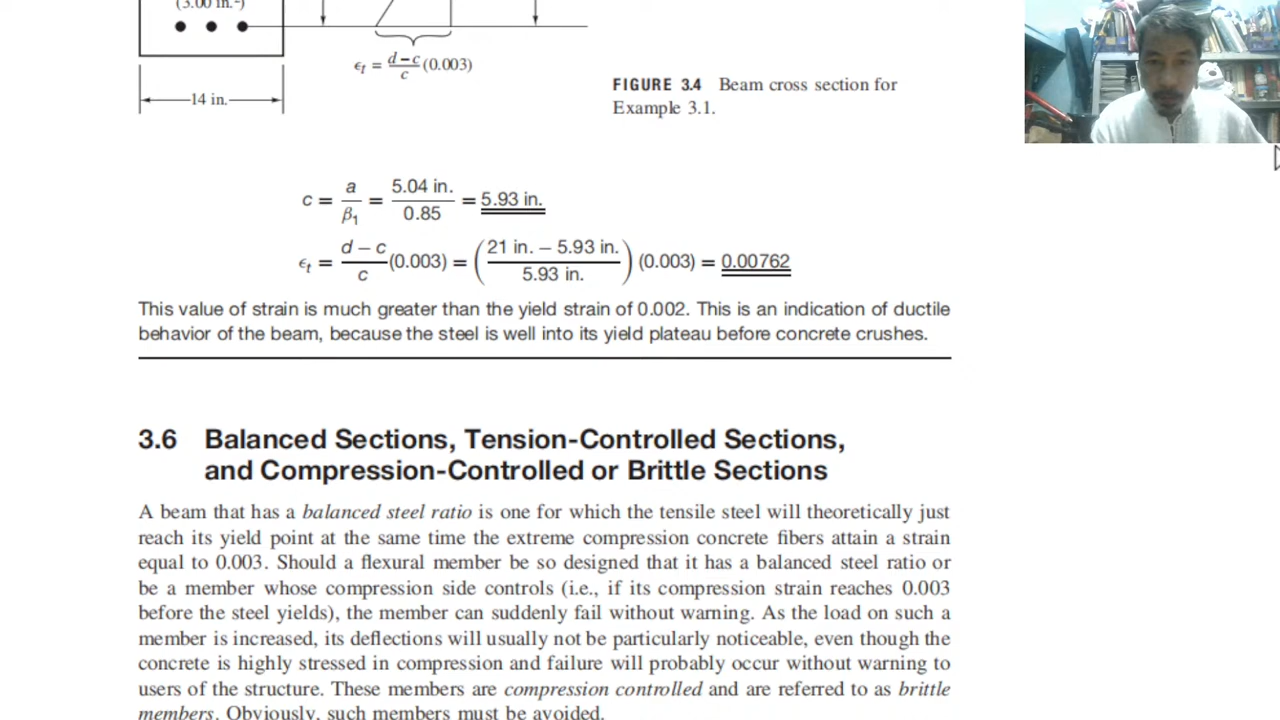 (3.00 in.²)
14 in.
ϵt = d − c / c (0.003)
FIGURE 3.4 Beam cross section for
Example 3.1.
c = a / β1 = 5.04 in. / 0.85 = 5.93 in.
ϵt = d − c / c (0.003) = (21 in. − 5.93 in. / 5.93 in.) (0.003) = 0.00762
This value of strain is much greater than the yield strain of 0.002. This is an indication of ductile
behavior of the beam, because the steel is well into its yield plateau before concrete crushes.
3.6 Balanced Sections, Tension-Controlled Sections,
and Compression-Controlled or Brittle Sections
A beam that has a balanced steel ratio is one for which the tensile steel will theoretically just
reach its yield point at the same time the extreme compression concrete fibers attain a strain
equal to 0.003. Should a flexural member be so designed that it has a balanced steel ratio or
be a member whose compression side controls (i.e., if its compression strain reaches 0.003
before the steel yields), the member can suddenly fail without warning. As the load on such a
member is increased, its deflections will usually not be particularly noticeable, even though the
concrete is highly stressed in compression and failure will probably occur without warning to
users of the structure. These members are compression controlled and are referred to as brittle
members. Obviously, such members must be avoided.